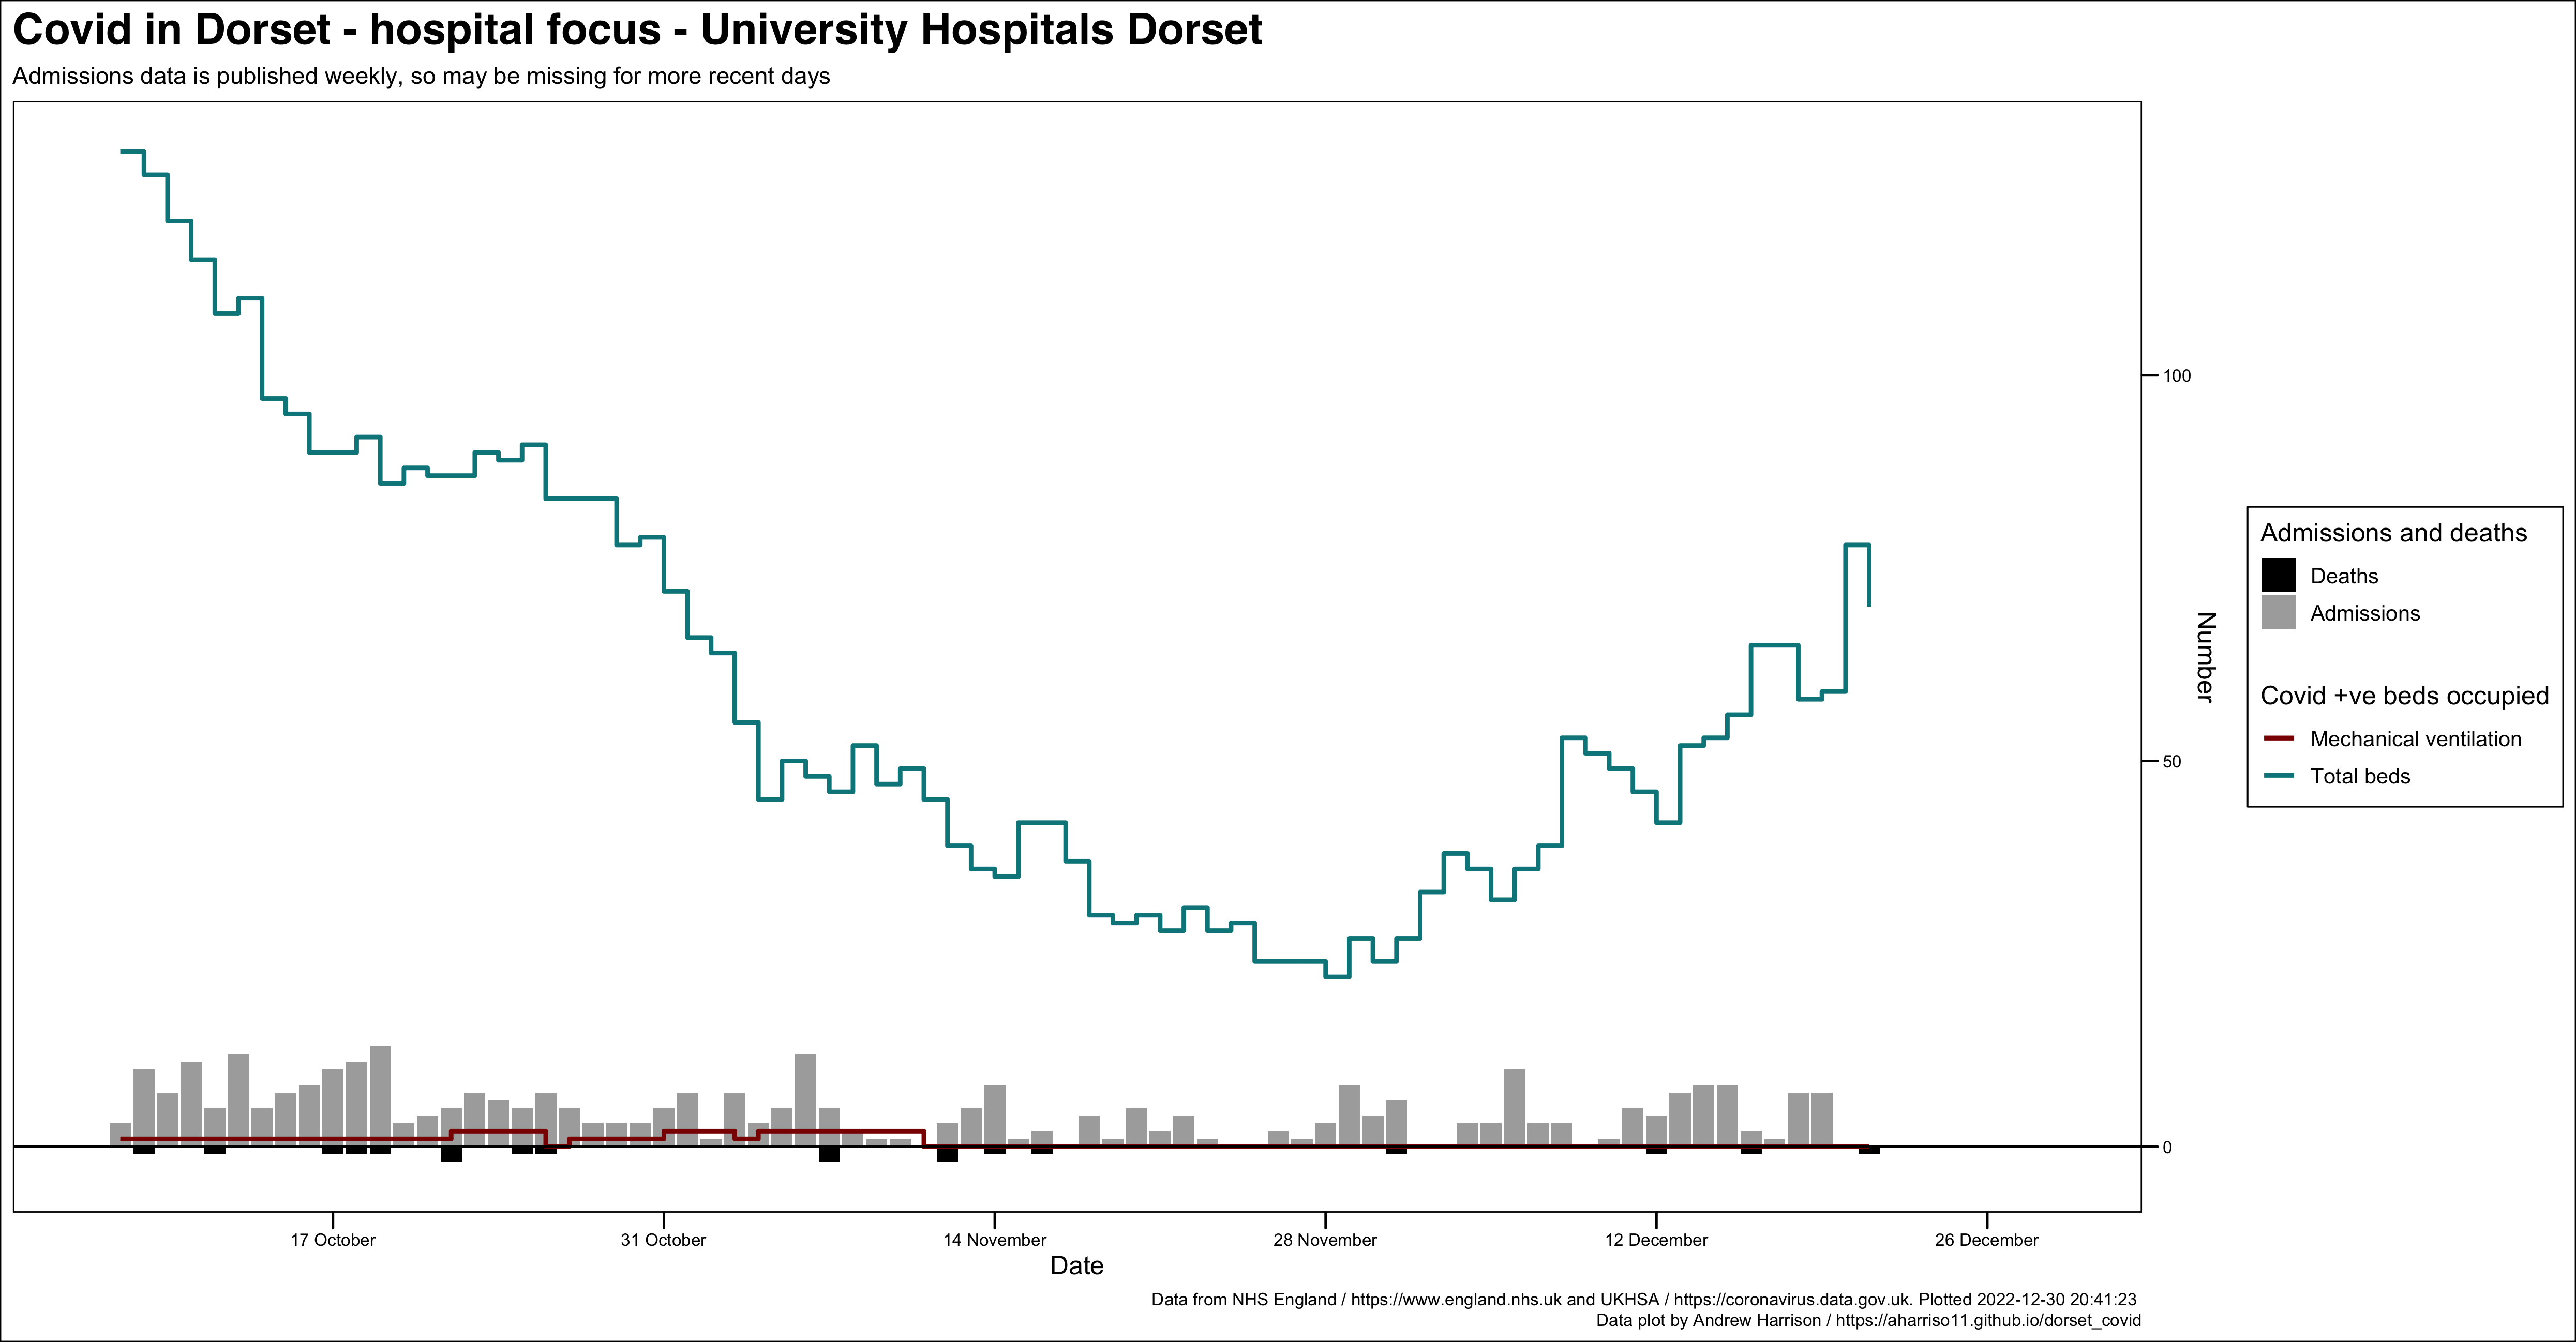 Covid in Dorset - hospital focus - University Hospitals Dorset
Admissions data is published weekly, so may be missing for more recent days
100
50
0
Number
Admissions and deaths
Deaths
Admissions
Covid +ve beds occupied
Mechanical ventilation
Total beds
17 October
31 October
14 November
28 November
12 December
26 December
Date
Data from NHS England / https://www.england.nhs.uk and UKHSA / https://coronavirus.data.gov.uk. Plotted 2022-12-30 20:41:23
Data plot by Andrew Harrison / https://aharriso11.github.io/dorset_covid